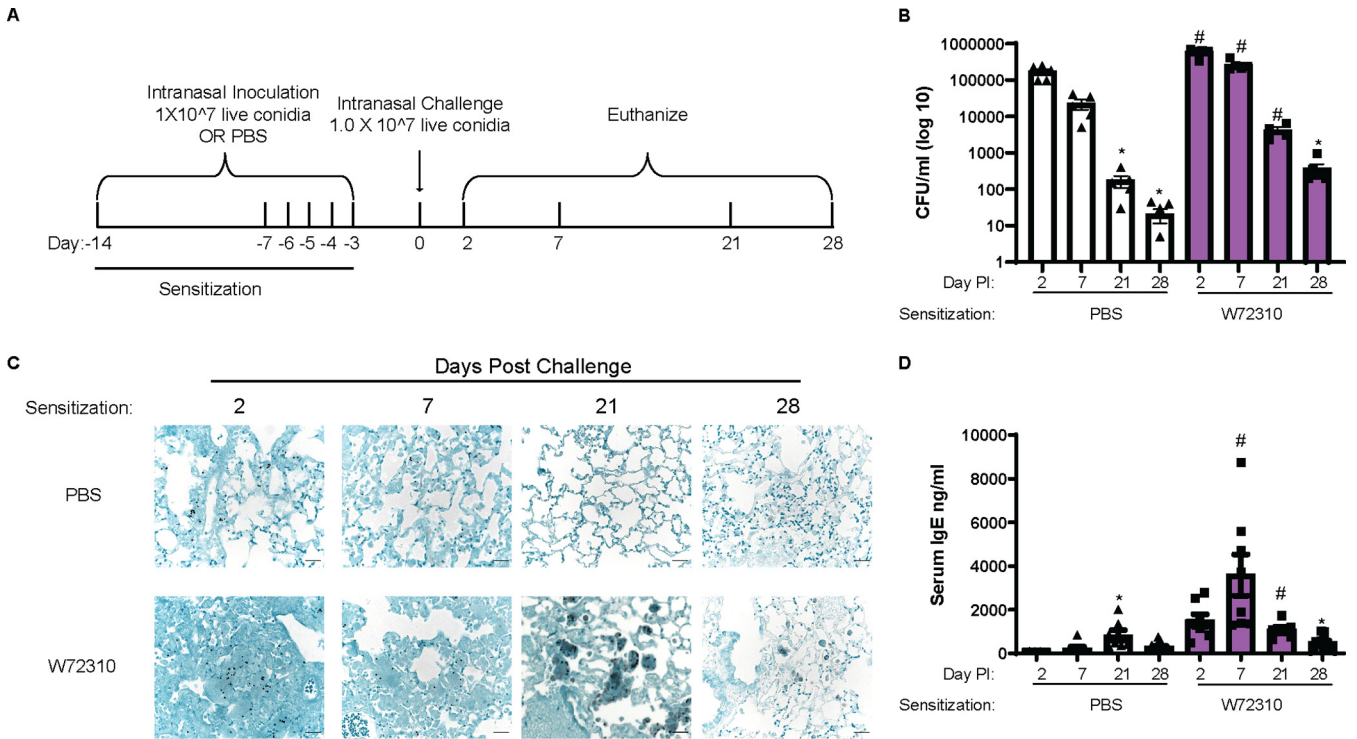 A
Intranasal Inoculation
1X10^7 live conidia
OR PBS
Intranasal Challenge
1.0 X 10^7 live conidia
Euthanize
Day:-14 -7 -6 -5 -4 -3 0 2 7 21 28
Sensitization
B
CFU/ml (log 10)
1000000
100000
10000
1000
100
10
1
* * # # # *
Day PI: 2 7 21 28 2 7 21 28
Sensitization: PBS W72310
C
Days Post Challenge
Sensitization: 2 7 21 28
PBS
W72310
D
Serum IgE ng/ml
10000
8000
6000
4000
2000
0
* # # *
Day PI: 2 7 21 28 2 7 21 28
Sensitization: PBS W72310